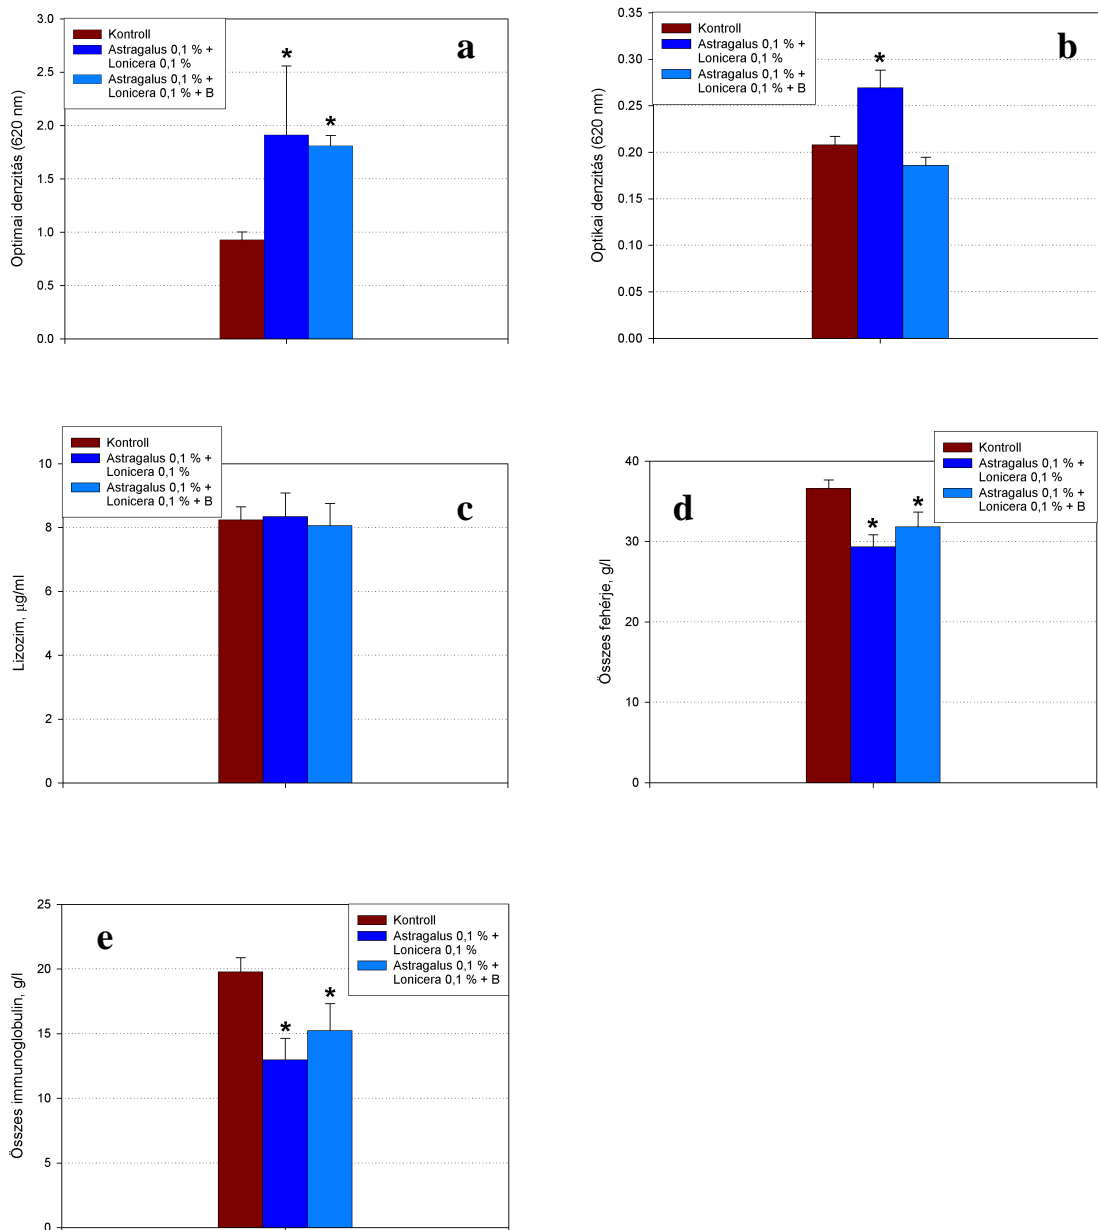 3.0
2.5
2.0
1.5
1.0
0.5
0.0
Optimai denzitás (620 nm)
Kontroll
Astragalus 0,1 % +
Lonicera 0,1 %
Astragalus 0,1 % +
Lonicera 0,1 % + B
a
*
*
0.35
0.30
0.25
0.20
0.15
0.10
0.05
0.00
Optikai denzitás (620 nm)
Kontroll
Astragalus 0,1 % +
Lonicera 0,1 %
Astragalus 0,1 % +
Lonicera 0,1 % + B
b
*
10
8
6
4
2
0
Lizozim, μg/ml
Kontroll
Astragalus 0,1 % +
Lonicera 0,1 %
Astragalus 0,1 % +
Lonicera 0,1 % + B
c
40
30
20
10
0
Összes fehérje, g/l
Kontroll
Astragalus 0,1 % +
Lonicera 0,1 %
Astragalus 0,1 % +
Lonicera 0,1 % + B
d
*
*
25
20
15
10
5
0
Összes immunoglobulin, g/l
Kontroll
Astragalus 0,1 % +
Lonicera 0,1 %
Astragalus 0,1 % +
Lonicera 0,1 % + B
e
*
*